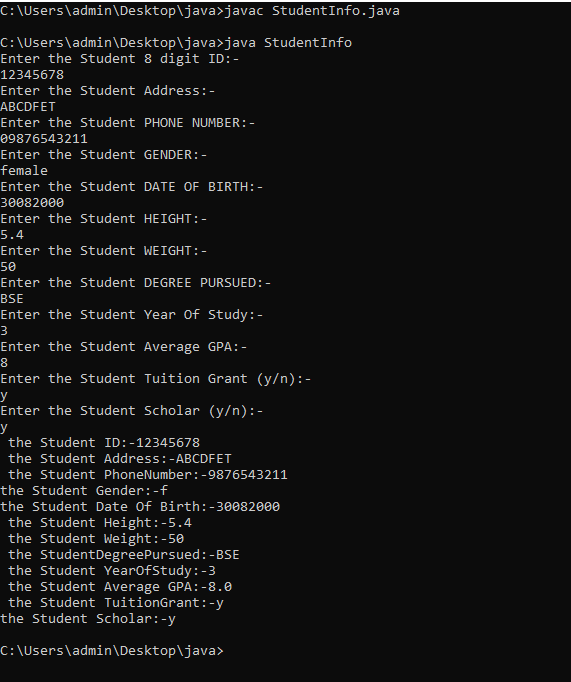 C:\Users\admin\Desktop\java>javac StudentInfo.java
C:\Users\admin\Desktop\java>java StudentInfo
Enter the Student 8 digit ID:-
12345678
Enter the Student Address:-
ABCDFET
Enter the Student PHONE NUMBER:-
09876543211
Enter the Student GENDER:-
female
Enter the Student DATE OF BIRTH:-
30082000
Enter the Student HEIGHT:-
5.4
Enter the Student WEIGHT:-
50
Enter the Student DEGREE PURSUED:-
BSE
Enter the Student Year Of Study:-
3
Enter the Student Average GPA:-
8
Enter the Student Tuition Grant (y/n):-
y
Enter the Student Scholar (y/n):-
y
 the Student ID:-12345678
 the Student Address:-ABCDFET
 the Student PhoneNumber:-9876543211
the Student Gender:-f
the Student Date Of Birth:-30082000
 the Student Height:-5.4
 the Student Weight:-50
 the StudentDegreePursued:-BSE
 the Student YearOfStudy:-3
 the Student Average GPA:-8.0
 the Student TuitionGrant:-y
the Student Scholar:-y
C:\Users\admin\Desktop\java>